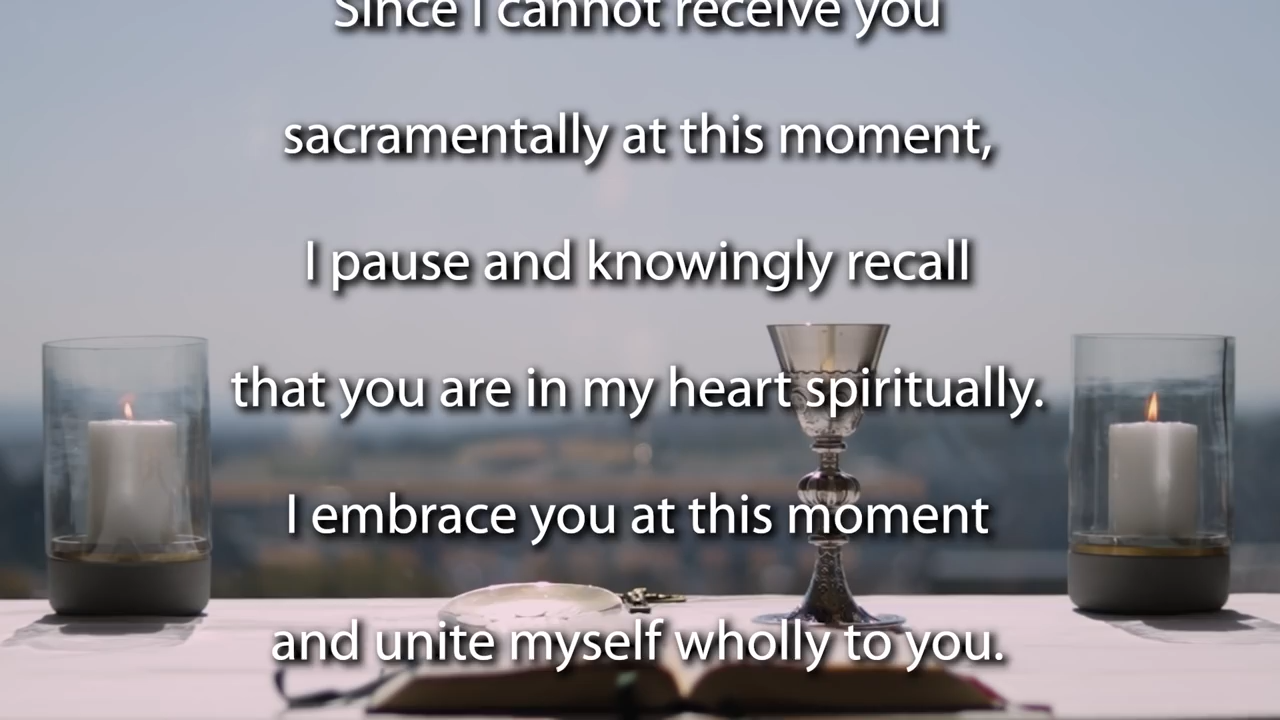 Since I cannot receive you
sacramentally at this moment,
I pause and knowingly recall
that you are in my heart spiritually.
I embrace you at this moment
and unite myself wholly to you.